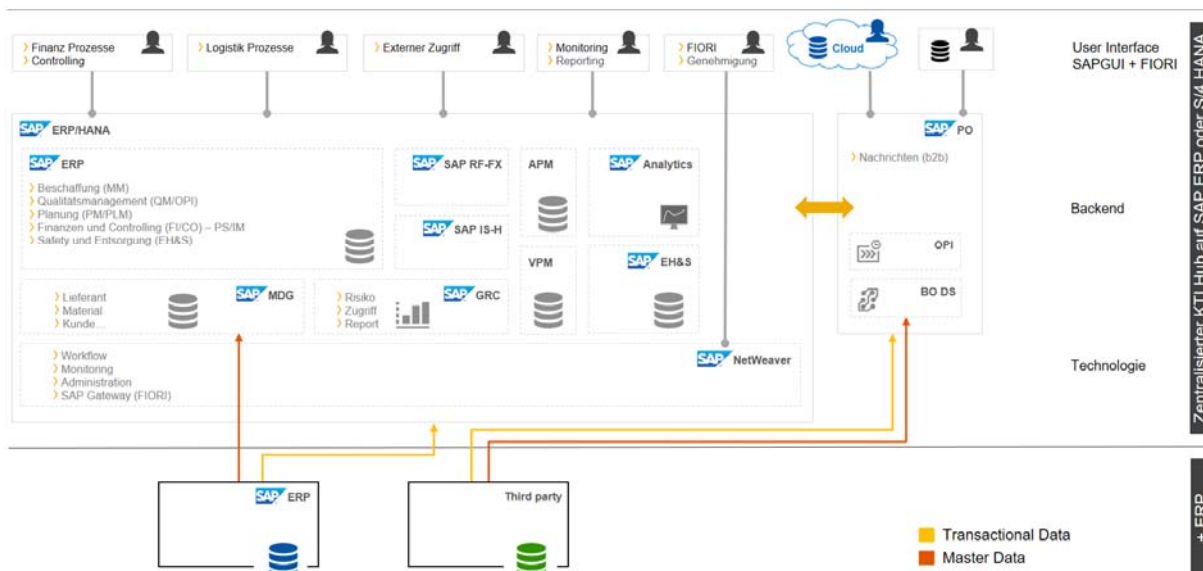 Finanz Prozesse
Controlling
Logistik Prozesse
Externer Zugriff
Monitoring
Reporting
FIORI
Genehmigung
Cloud
User Interface
SAPGUI + FIORI
SAP ERP/HANA
SAP ERP
Beschaffung (MM)
Qualitätsmanagement (QM/OPI)
Planung (PM/PLM)
Finanzen und Controlling (FI/CO) – PS/IM
Safety und Entsorgung (EH&S)
SAP SAP RF-FX
SAP SAP IS-H
APM
VPM
SAP Analytics
SAP EH&S
SAP MDG
Lieferant
Material
Kunde...
SAP GRC
Risiko
Zugriff
Report
SAP NetWeaver
Workflow
Monitoring
Administration
SAP Gateway (FIORI)
SAP PO
Nachrichten (b2b)
OPI
BO DS
Backend
Technologie
Zentralisierter KTI Hub auf SAP ERP oder S/4 HANA
SAP ERP
Third party
Transactional Data
Master Data
+ ERP